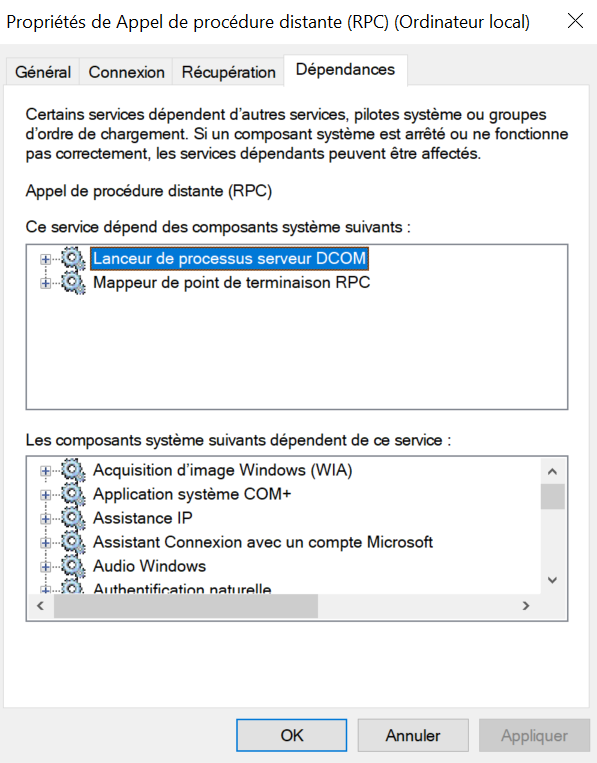 Propriétés de Appel de procédure distante (RPC) (Ordinateur local)
Général Connexion Récupération Dépendances
Certains services dépendent d'autres services, pilotes système ou groupes
d'ordre de chargement. Si un composant système est arrêté ou ne fonctionne
pas correctement, les services dépendants peuvent être affectés.
Appel de procédure distante (RPC)
Ce service dépend des composants système suivants :
Lanceur de processus serveur DCOM
Mappeur de point de terminaison RPC
Les composants système suivants dépendent de ce service :
Acquisition d'image Windows (WIA)
Application système COM+
Assistance IP
Assistant Connexion avec un compte Microsoft
Audio Windows
Authentification naturelle
OK Annuler Appliquer